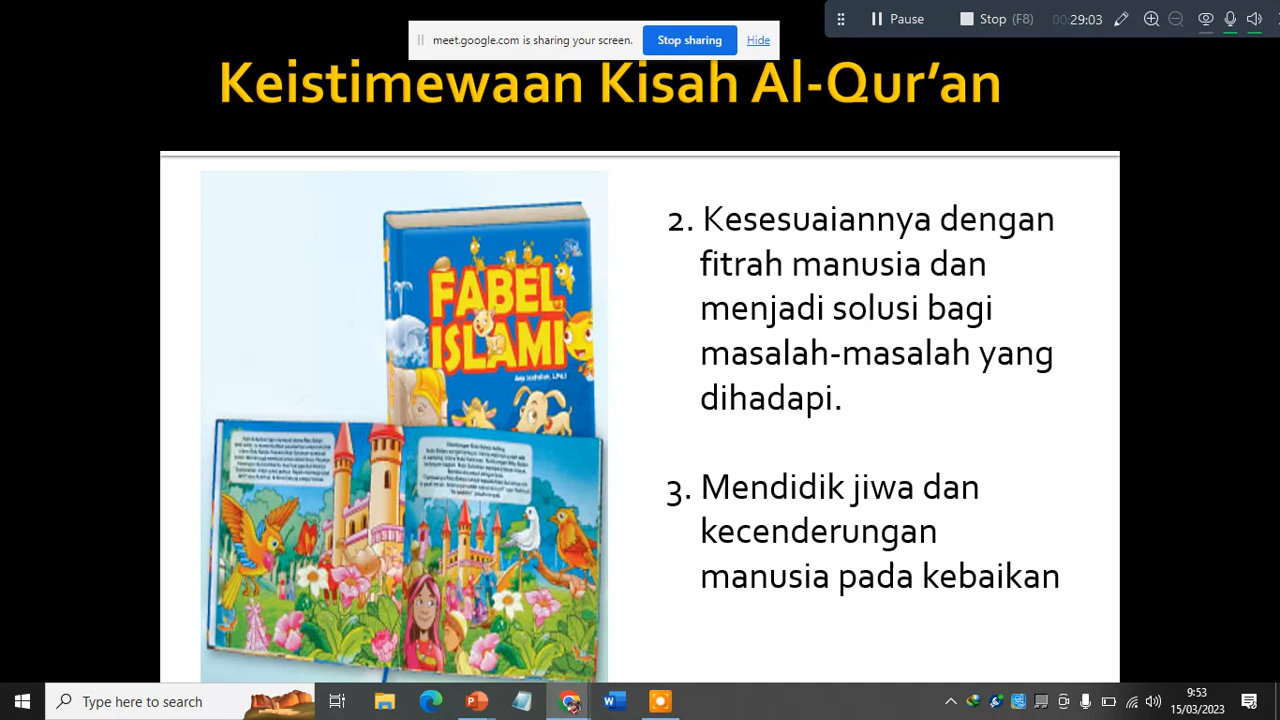 Pause
Stop (F8)
00:29:03
meet.google.com is sharing your screen.
Stop sharing
Hide
Keistimewaan Kisah Al-Qur’an
FABEL
ISLAMI
2. Kesesuaiannya dengan
fitrah manusia dan
menjadi solusi bagi
masalah-masalah yang
dihadapi.
3. Mendidik jiwa dan
kecenderungan
manusia pada kebaikan
Type here to search
9:53
15/03/2023